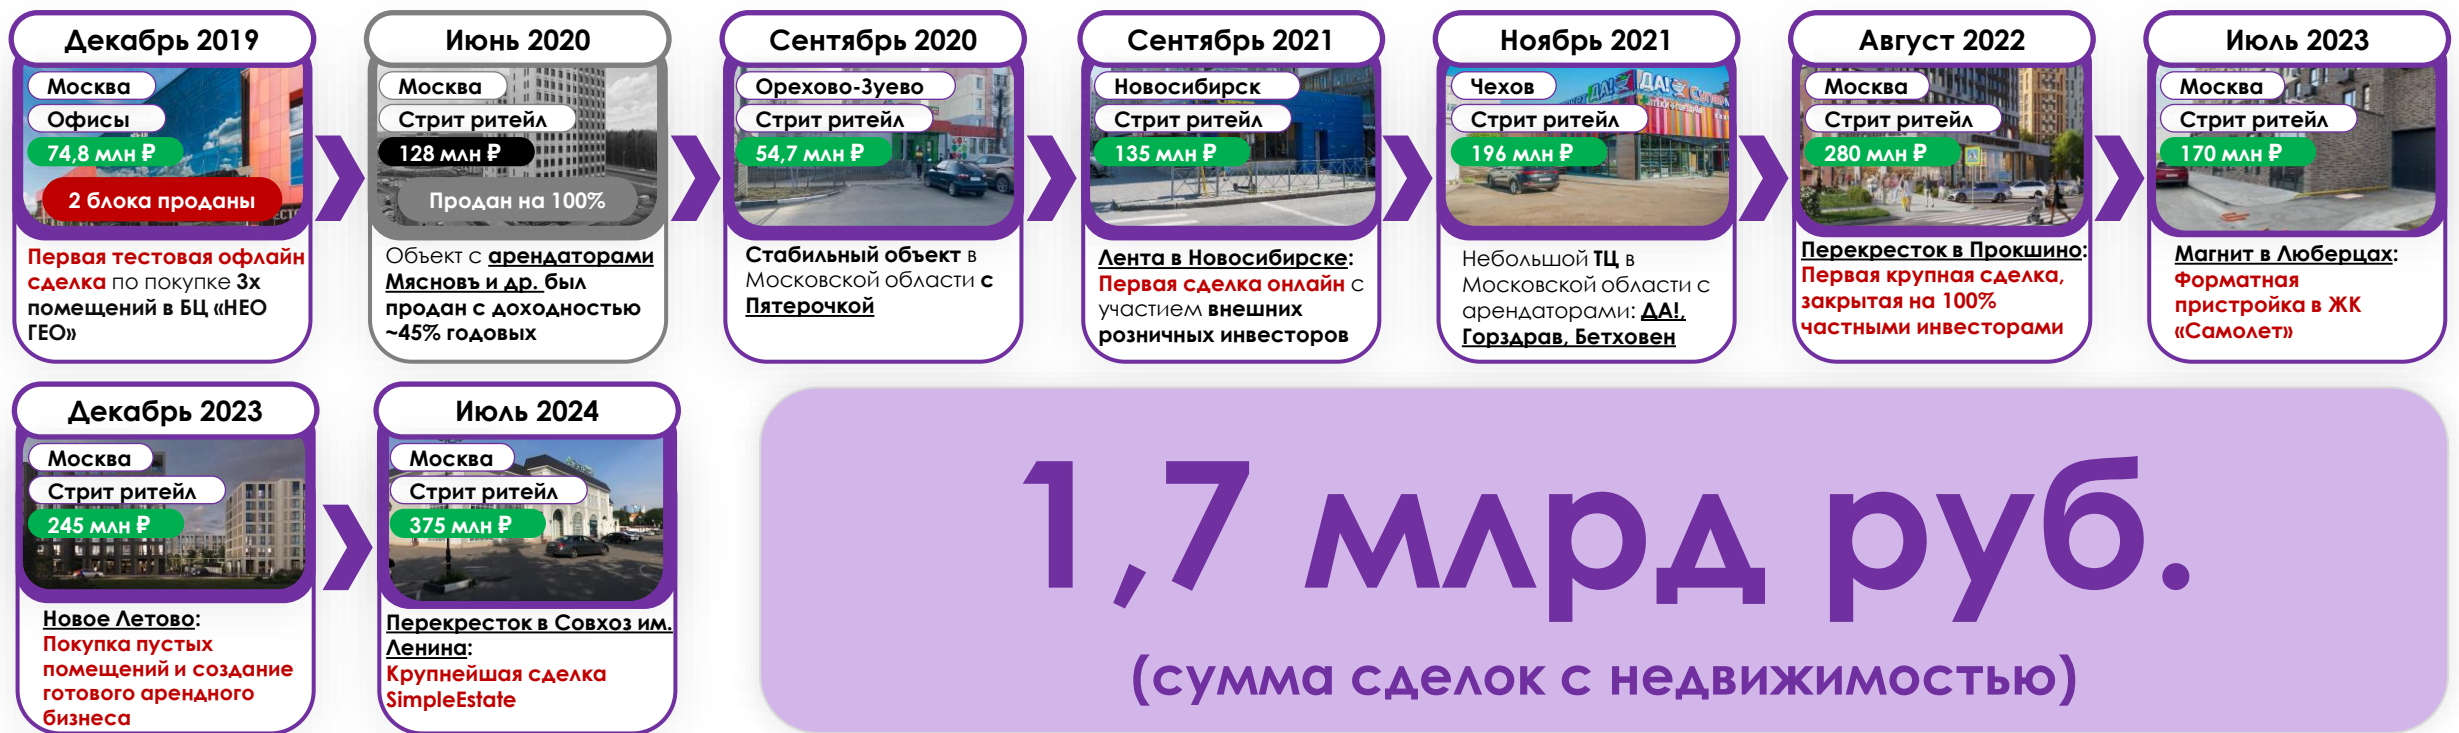 Декабрь 2019
Москва
Офисы
74,8 млн ₽
2 блока проданы
Первая тестовая офлайн
сделка по покупке 3х
помещений в БЦ «НЕО
ГЕО»
Июнь 2020
Москва
Стрит ритейл
128 млн ₽
Продан на 100%
Объект с арендаторами
Мясновъ и др. был
продан с доходностью
~45% годовых
Сентябрь 2020
Орехово-Зуево
Стрит ритейл
54,7 млн ₽
Стабильный объект в
Московской области с
Пятерочкой
Сентябрь 2021
Новосибирск
Стрит ритейл
135 млн ₽
Лента в Новосибирске:
Первая сделка онлайн с
участием внешних
розничных инвесторов
Ноябрь 2021
Чехов
Стрит ритейл
196 млн ₽
ДА!
Небольшой ТЦ в
Московской области с
арендаторами: ДА!,
Горздрав, Бетховен
Август 2022
Москва
Стрит ритейл
280 млн ₽
Перекресток в Прокшино:
Первая крупная сделка,
закрытая на 100%
частными инвесторами
Июль 2023
Москва
Стрит ритейл
170 млн ₽
Магнит в Люберцах:
Форматная
пристройка в ЖК
«Самолет»
Декабрь 2023
Москва
Стрит ритейл
245 млн ₽
Новое Летово:
Покупка пустых
помещений и создание
готового арендного
бизнеса
Июль 2024
Москва
Стрит ритейл
375 млн ₽
Перекресток в Совхоз им.
Ленина:
Крупнейшая сделка
SimpleEstate
1,7 млрд руб.
(сумма сделок с недвижимостью)